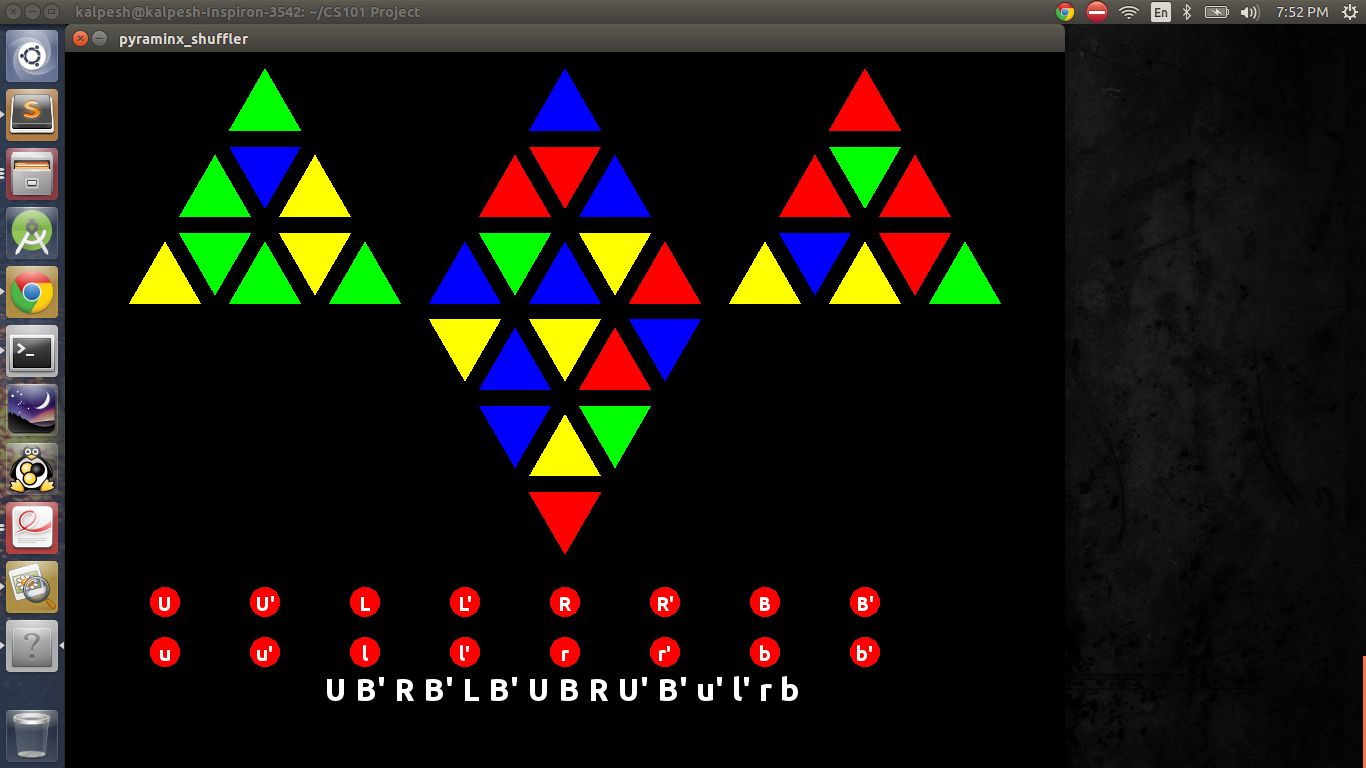 kalpesh@kalpesh-Inspiron-3542: ~/CS101 Project En 7:52 PM
pyraminx_shuffler
U U' L L' R R' B B'
u u' l l' r r' b b'
U B' R B' L B' U B R U' B' u' l' r b